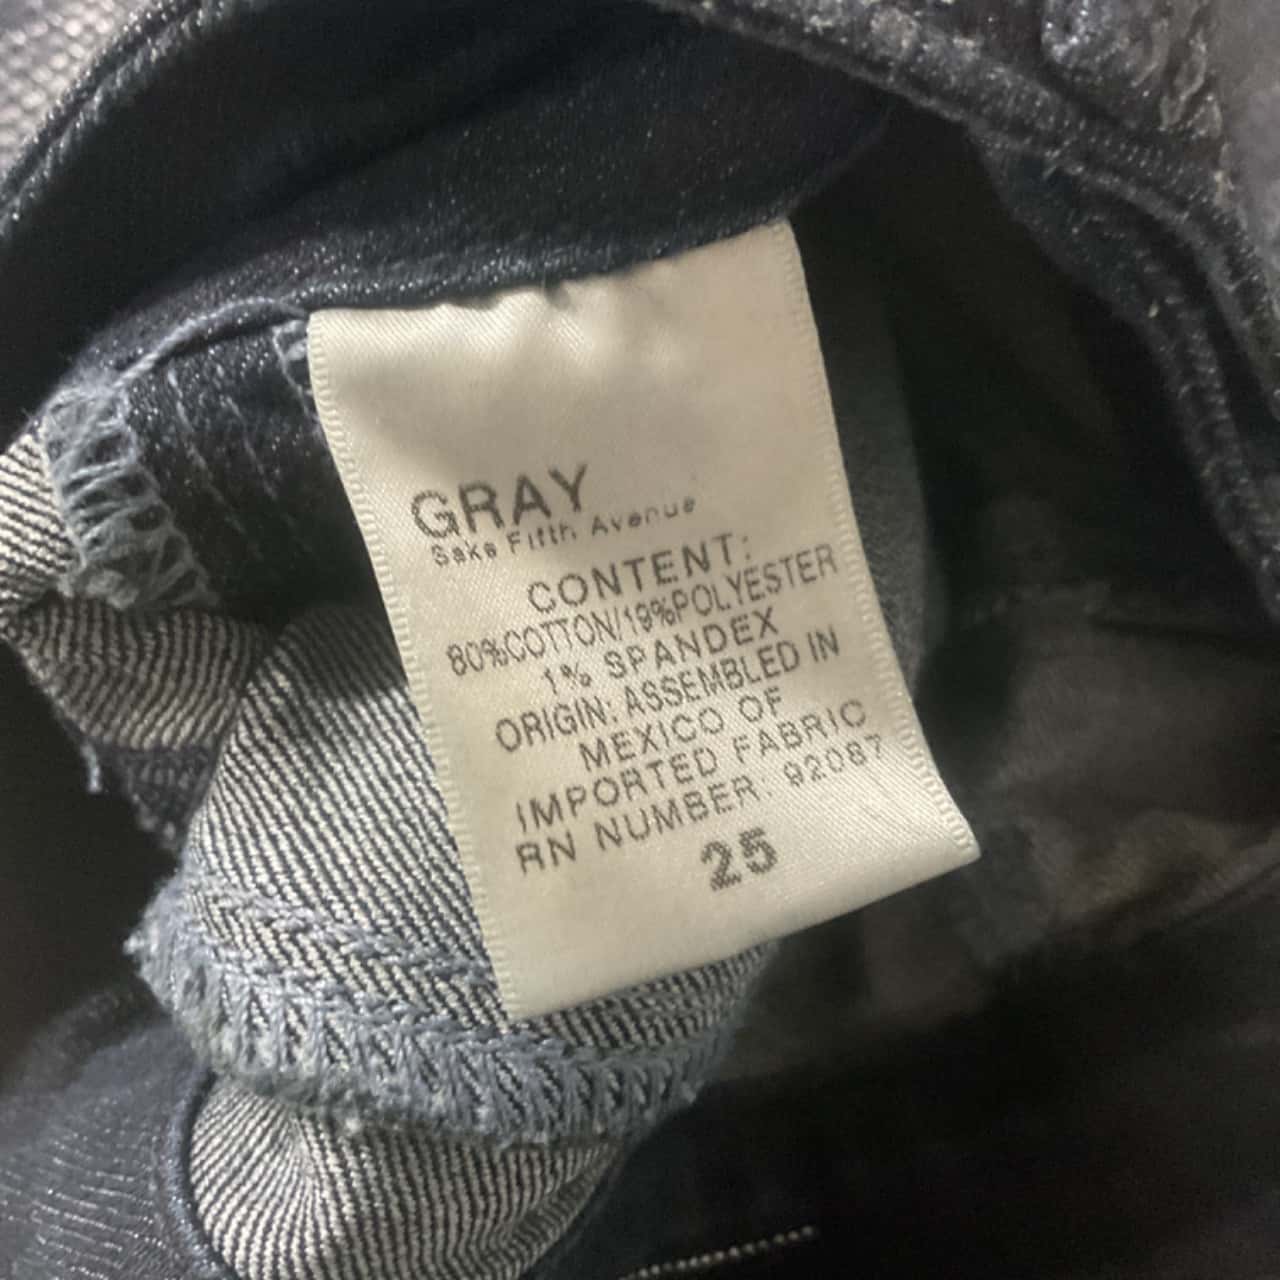 GRAY
Saks Fifth Avenue
CONTENT:
80%COTTON/19%POLYESTER
1% SPANDEX
ORIGIN: ASSEMBLED IN
MEXICO OF
IMPORTED FABRIC
RN NUMBER: 92087
25